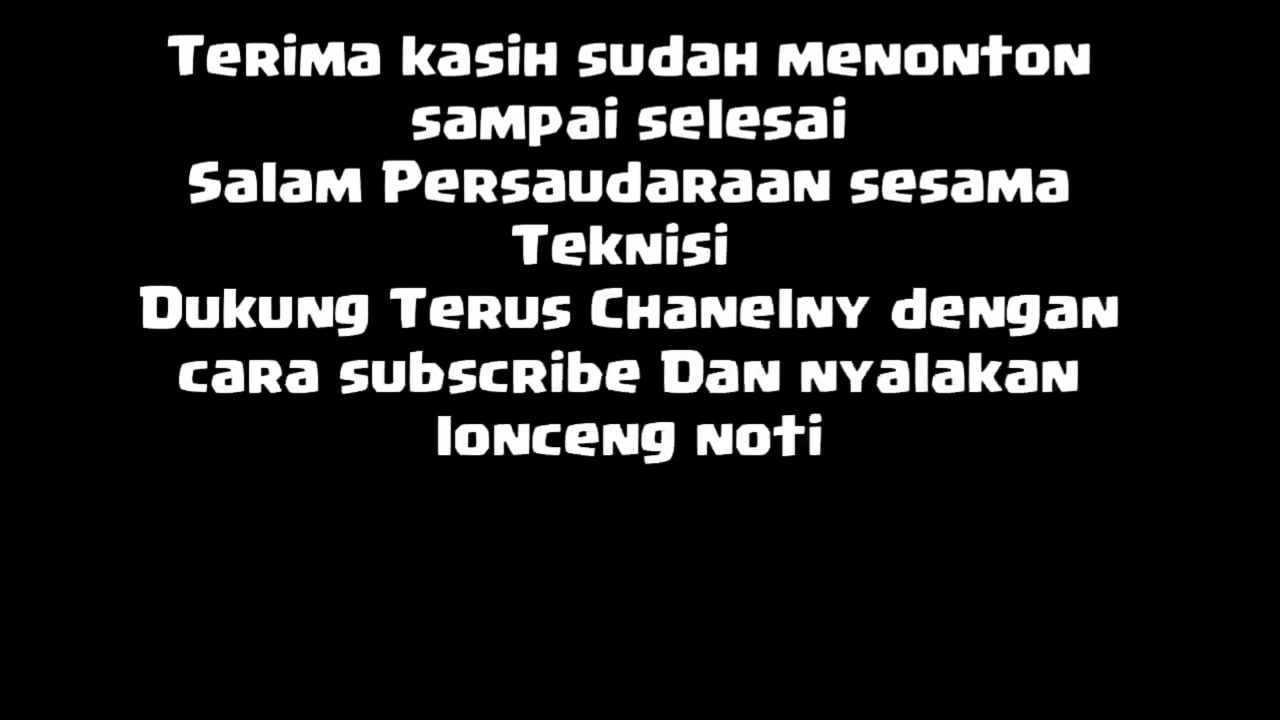 Terima kasih sudah menonton
sampai selesai
Salam Persaudaraan sesama
Teknisi
Dukung Terus Chanelny dengan
cara subscribe Dan nyalakan
lonceng noti